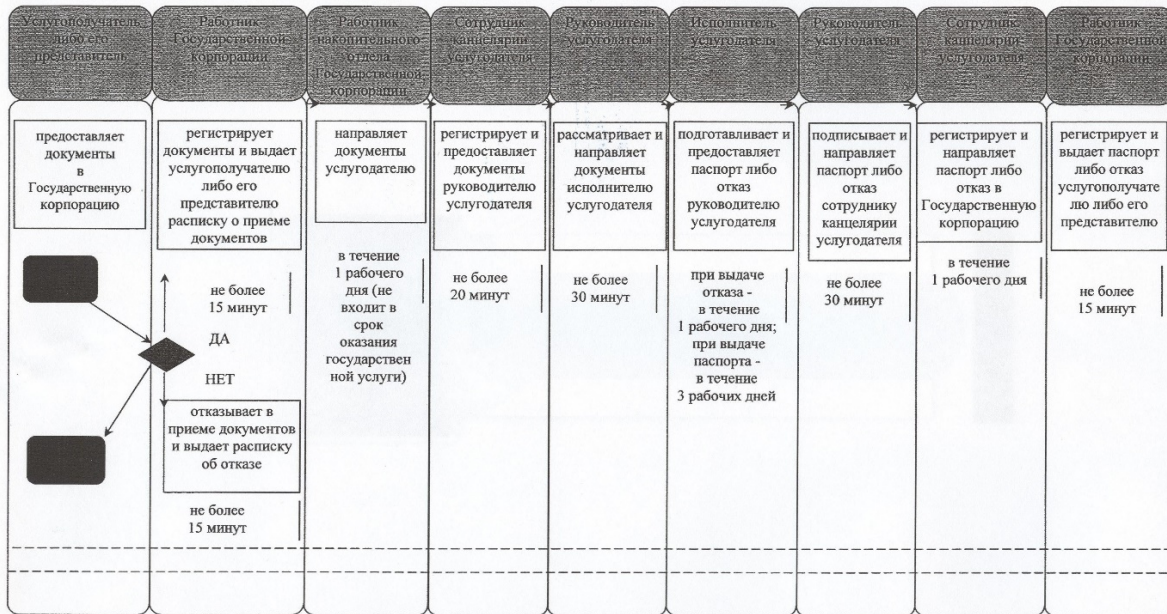 Услугополучатель
либо его
представитель
Работник
Государственной
корпорации
Работник
накопительного
отдела
Государственной
корпорации
Сотрудник
канцелярии
услугодателя
Руководитель
услугодателя
Исполнитель
услугодателя
Руководитель
услугодателя
Сотрудник
канцелярии
услугодателя
Работник
Государственной
корпорации
предоставляет
документы
в
Государственную
корпорацию
регистрирует
документы и выдает
услугополучателю
либо его
представителю
расписку о приеме
документов
не более
15 минут
ДА
НЕТ
отказывает в
приеме документов
и выдает расписку
об отказе
не более
15 минут
направляет
документы
услугодателю
в течение
1 рабочего
дня (не
входит в
срок
оказания
государствен
ной услуги)
регистрирует и
предоставляет
документы
руководителю
услугодателя
не более
20 минут
рассматривает и
направляет
документы
исполнителю
услугодателя
не более
30 минут
подготавливает и
предоставляет
паспорт либо
отказ
руководителю
услугодателя
при выдаче
отказа -
в течение
1 рабочего дня;
при выдаче
паспорта -
в течение
3 рабочих дней
подписывает и
направляет
паспорт либо
отказ
сотруднику
канцелярии
услугодателя
не более
30 минут
регистрирует и
направляет
паспорт либо
отказ в
Государственную
корпорацию
в течение
1 рабочего дня
регистрирует и
выдает паспорт
либо отказ
услугополучате
лю либо его
представителю
не более
15 минут